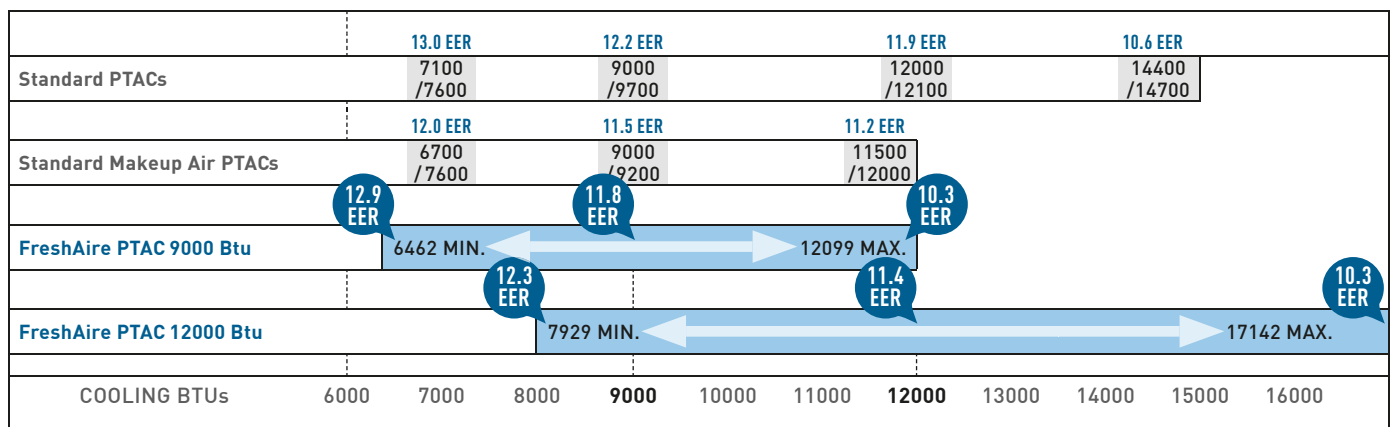 13.0 EER 12.2 EER 11.9 EER 10.6 EER
Standard PTACs 7100 9000 12000 14400
/7600 /9700 /12100 /14700
12.0 EER 11.5 EER 11.2 EER
Standard Makeup Air PTACs 6700 9000 11500
/7600 /9200 /12000
12.9 11.8 10.3
EER EER EER
FreshAire PTAC 9000 Btu 6462 MIN. 12099 MAX.
12.3 11.4 10.3
EER EER EER
FreshAire PTAC 12000 Btu 7929 MIN. 17142 MAX.
COOLING BTUs 6000 7000 8000 9000 10000 11000 12000 13000 14000 15000 16000